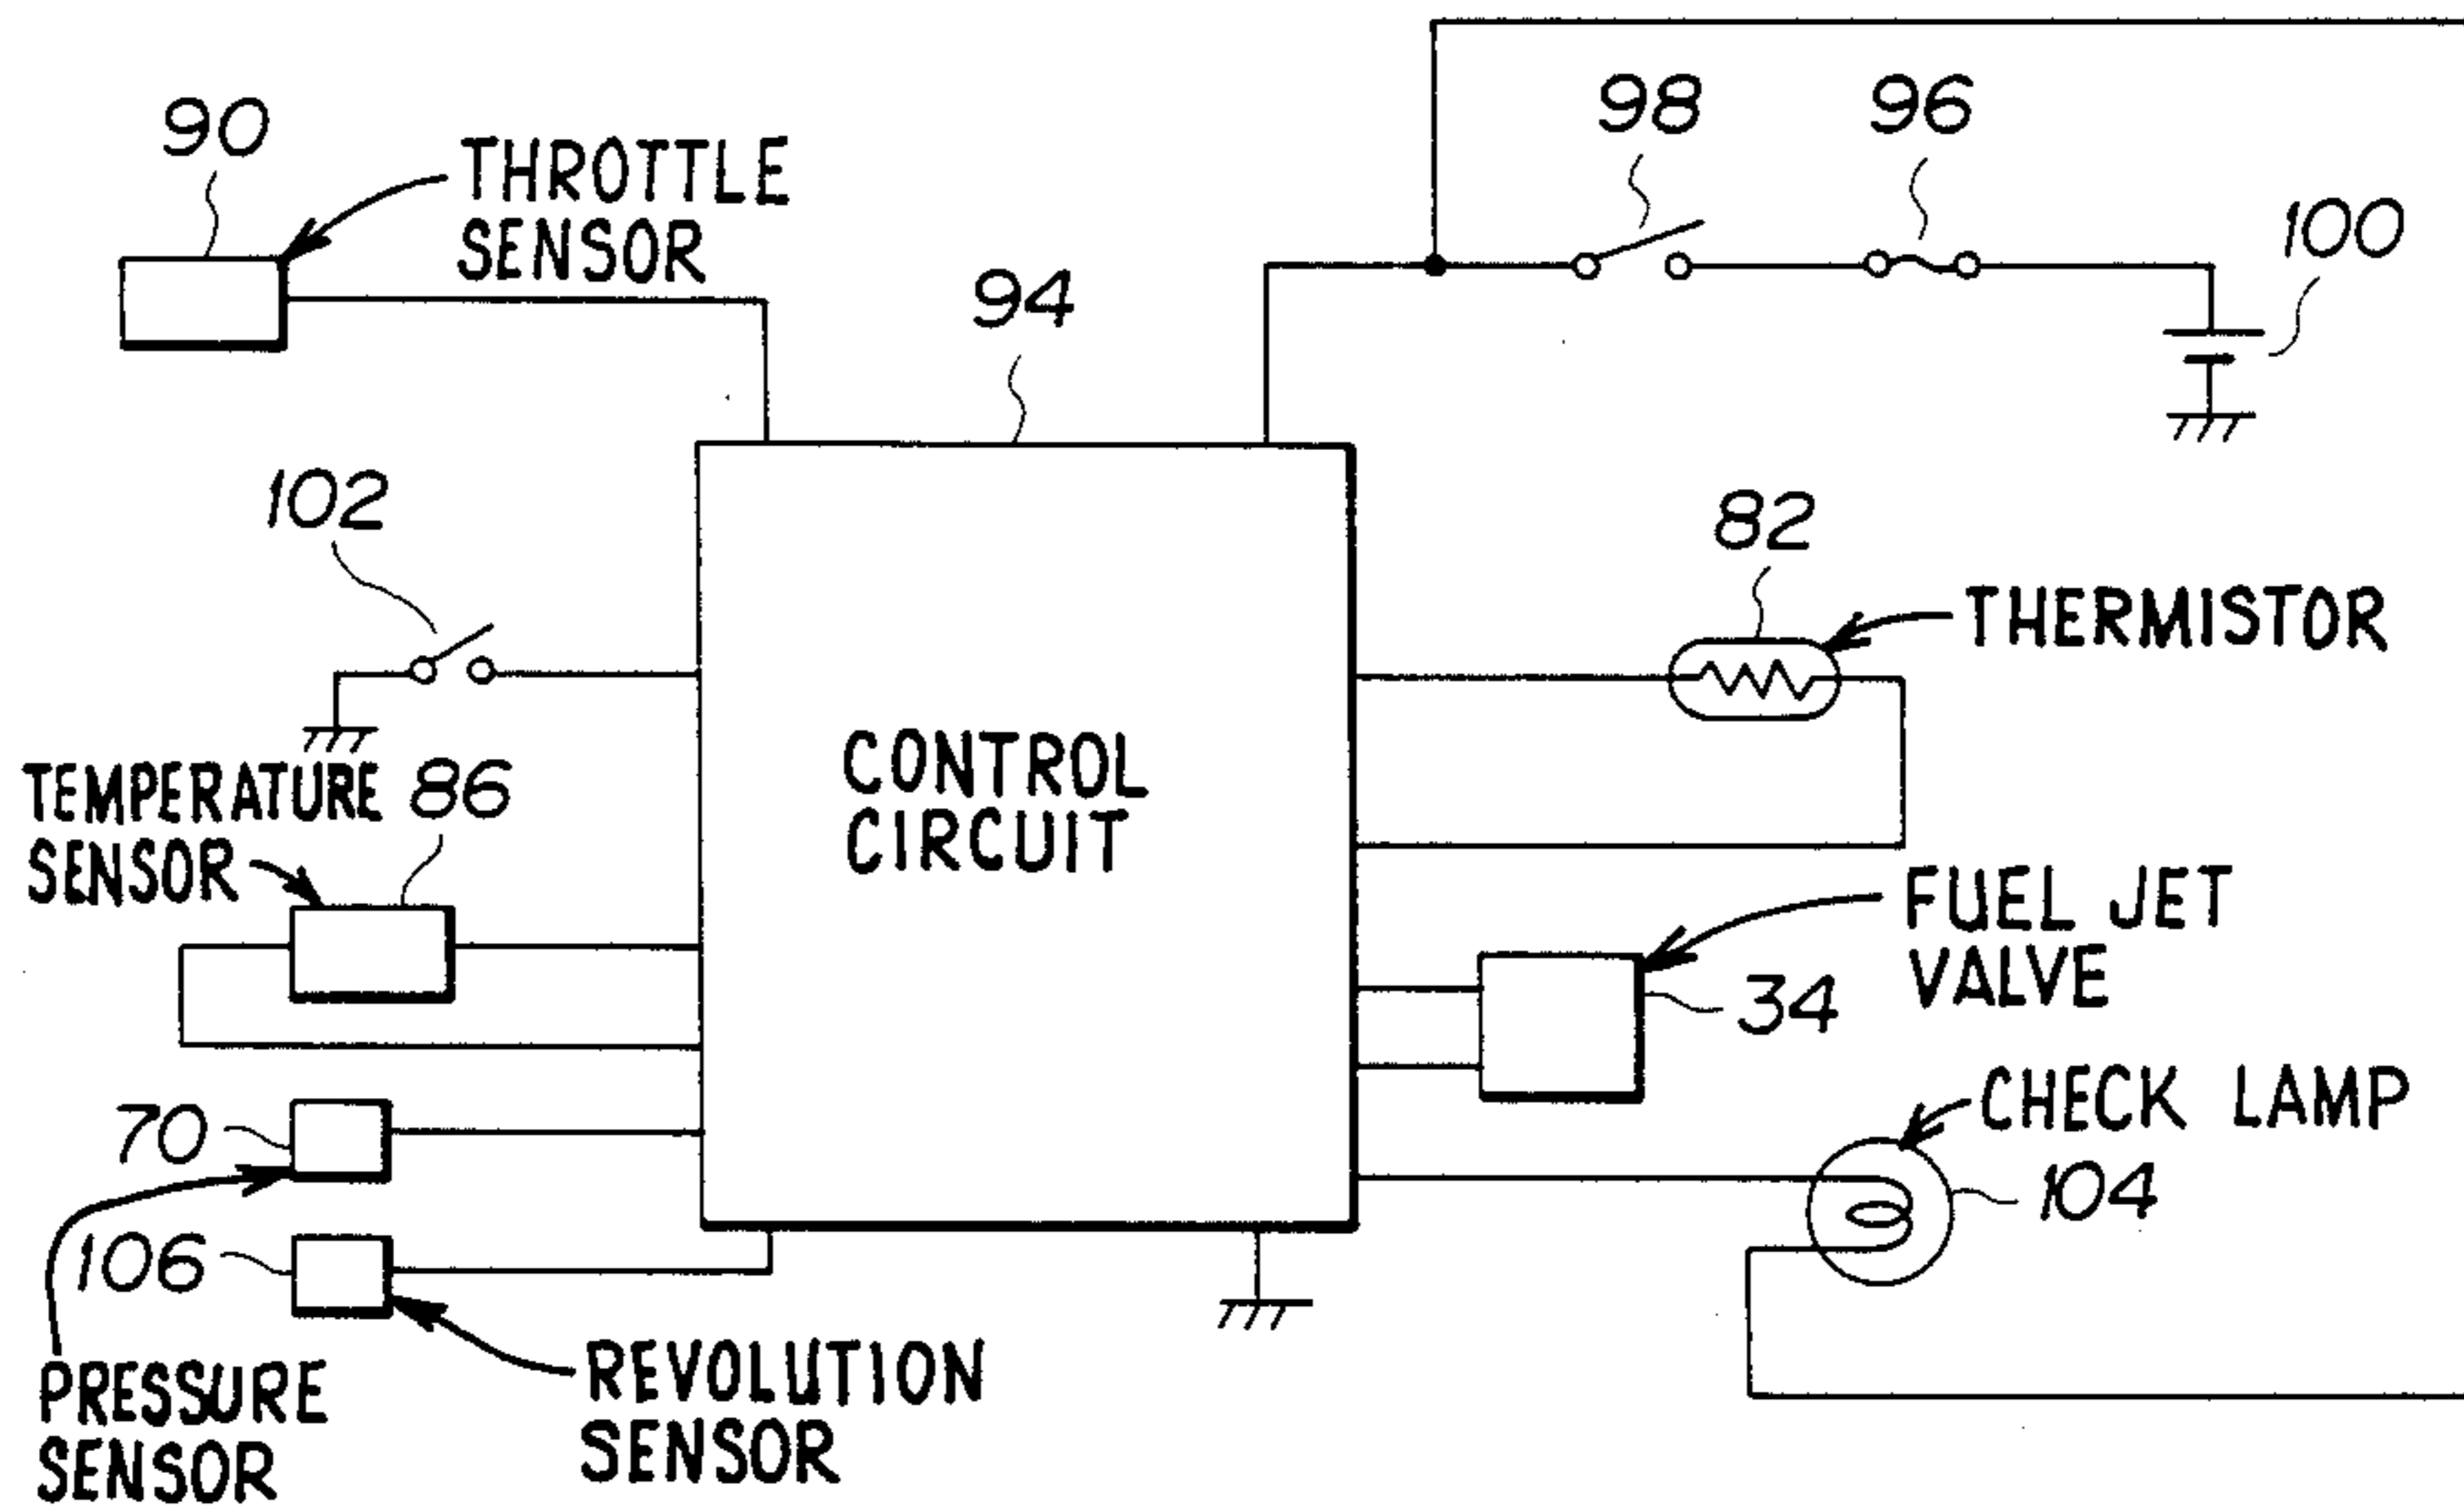 90
THROTTLE
SENSOR
98
96
100
94
102
82
THERMISTOR
CONTROL
CIRCUIT
TEMPERATURE
SENSOR
86
FUEL JET
VALVE
34
70
CHECK LAMP
104
106
PRESSURE
SENSOR
REVOLUTION
SENSOR